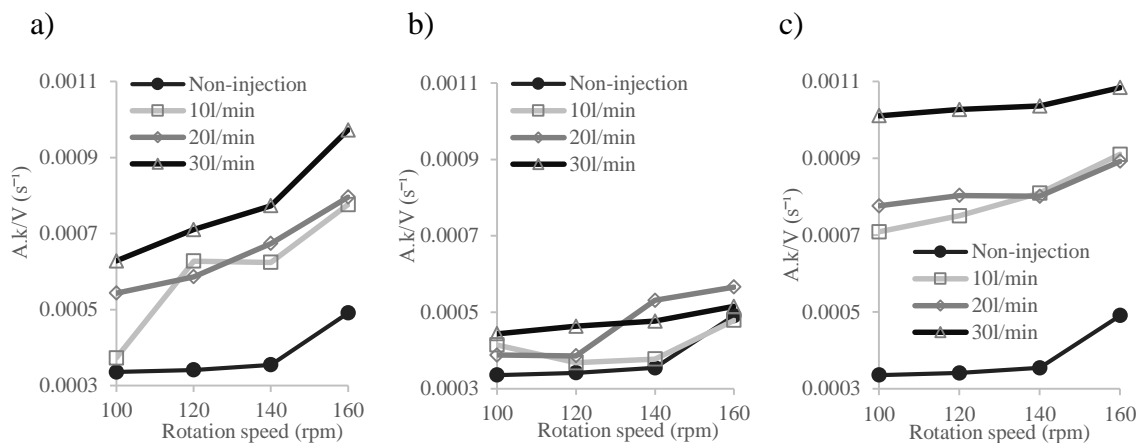 a)
0.0011
0.0009
0.0007
0.0005
0.0003
A.k/V (s⁻¹)
Non-injection
10l/min
20l/min
30l/min
100 120 140 160
Rotation speed (rpm)
b)
0.0011
0.0009
0.0007
0.0005
0.0003
A.k/V (s⁻¹)
Non-injection
10l/min
20l/min
30l/min
100 120 140 160
Rotation speed (rpm)
c)
0.0011
0.0009
0.0007
0.0005
0.0003
A.k/V (s⁻¹)
Non-injection
10l/min
20l/min
30l/min
100 120 140 160
Rotation speed (rpm)